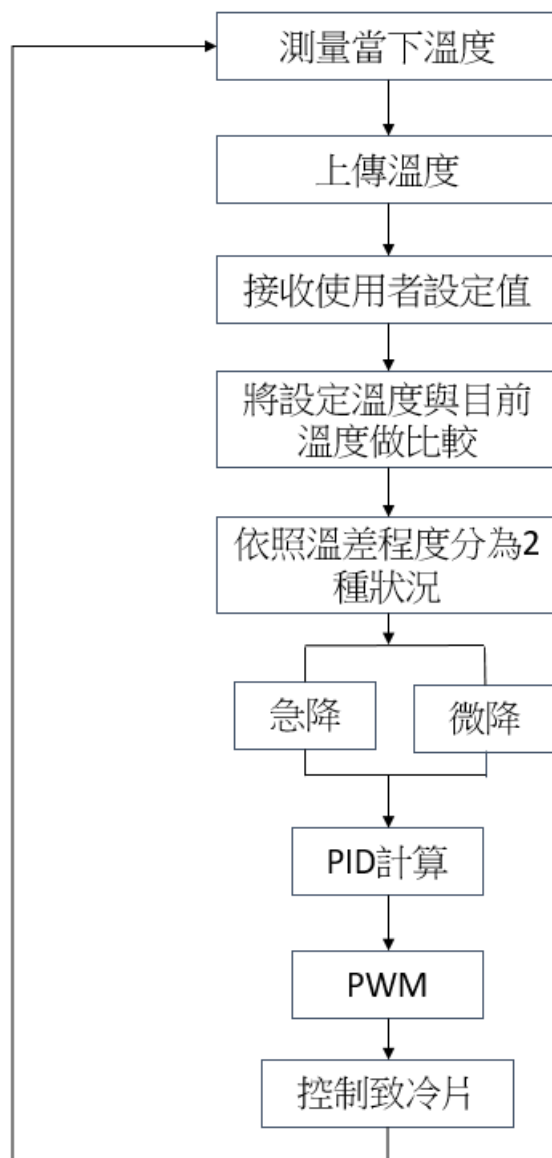 測量當下溫度
上傳溫度
接收使用者設定值
將設定溫度與目前
溫度做比較
依照溫差程度分為2
種狀況
急降
微降
PID計算
PWM
控制致冷片